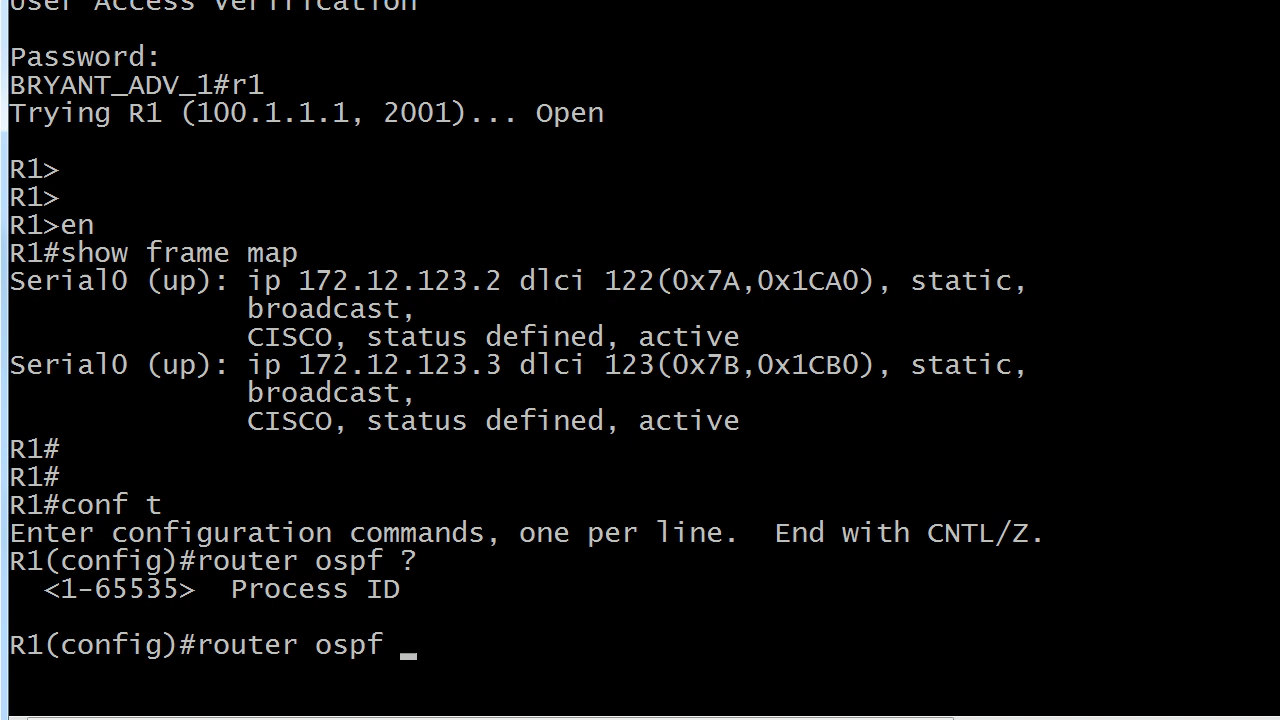 User Access Verification
Password:
BRYANT_ADV_1#r1
Trying R1 (100.1.1.1, 2001)... Open
R1>
R1>
R1>en
R1#show frame map
Serial0 (up): ip 172.12.123.2 dlci 122(0x7A,0x1CA0), static,
broadcast,
CISCO, status defined, active
Serial0 (up): ip 172.12.123.3 dlci 123(0x7B,0x1CB0), static,
broadcast,
CISCO, status defined, active
R1#
R1#
R1#conf t
Enter configuration commands, one per line.  End with CNTL/Z.
R1(config)#router ospf ?
<1-65535>  Process ID
R1(config)#router ospf _